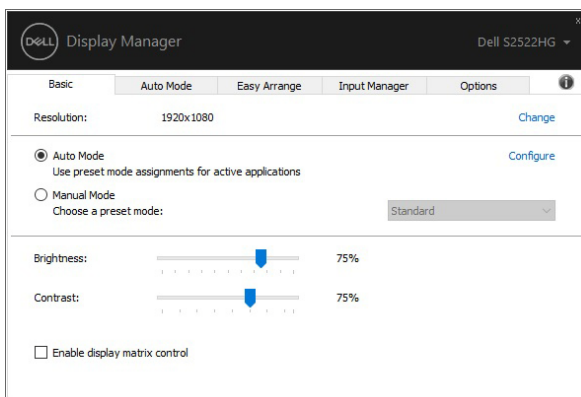 DELL Display Manager Dell S2522HG
Basic Auto Mode Easy Arrange Input Manager Options
Resolution: 1920x1080 Change
Auto Mode Configure
Use preset mode assignments for active applications
Manual Mode
Choose a preset mode: Standard
Brightness: 75%
Contrast: 75%
Enable display matrix control